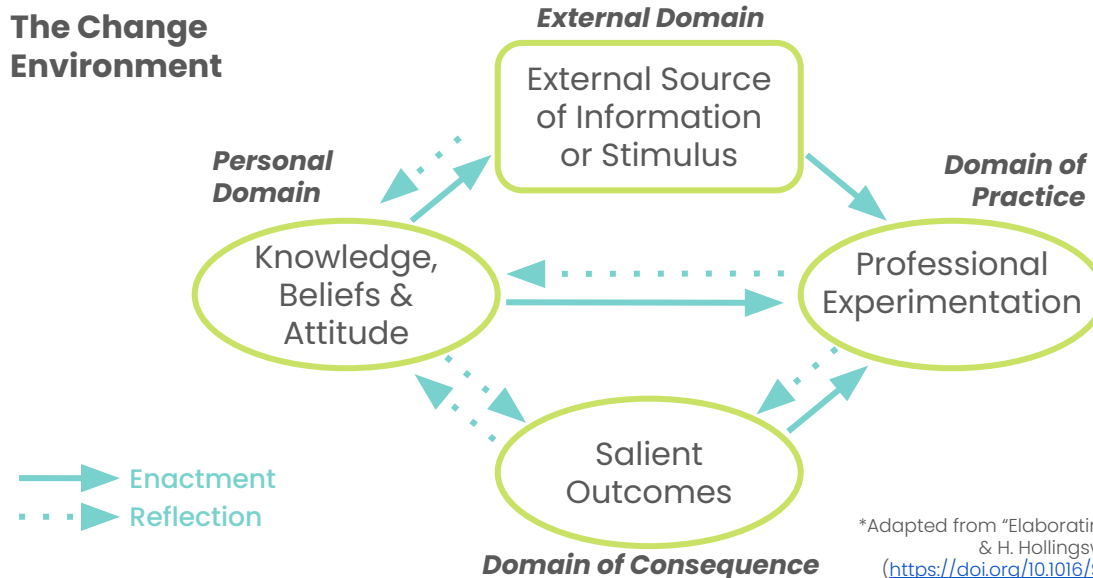 The Change
Environment
External Domain
External Source
of Information
or Stimulus
Personal
Domain
Domain of
Practice
Knowledge,
Beliefs &
Attitude
Professional
Experimentation
Salient
Outcomes
Enactment
Reflection
Domain of Consequence
*Adapted from “Elaboratin
& H. Hollings
(https://doi.org/10.1016/